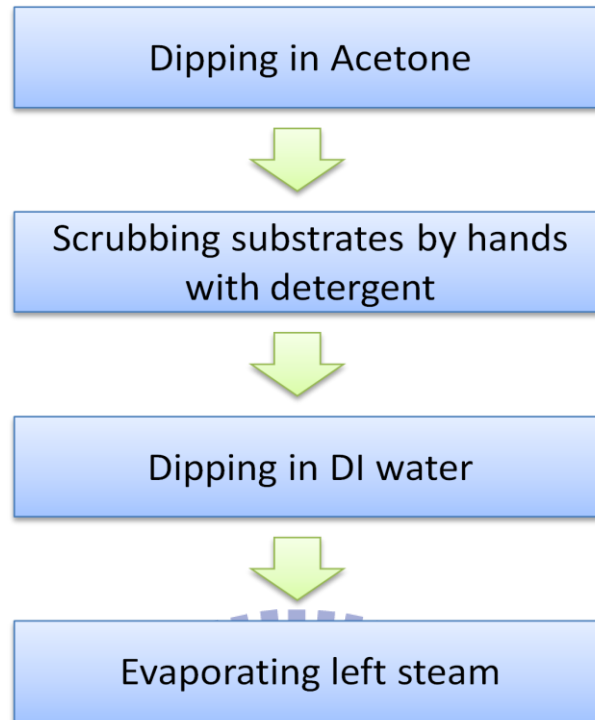 Dipping in Acetone
Scrubbing substrates by hands
with detergent
Dipping in DI water
Evaporating left steam